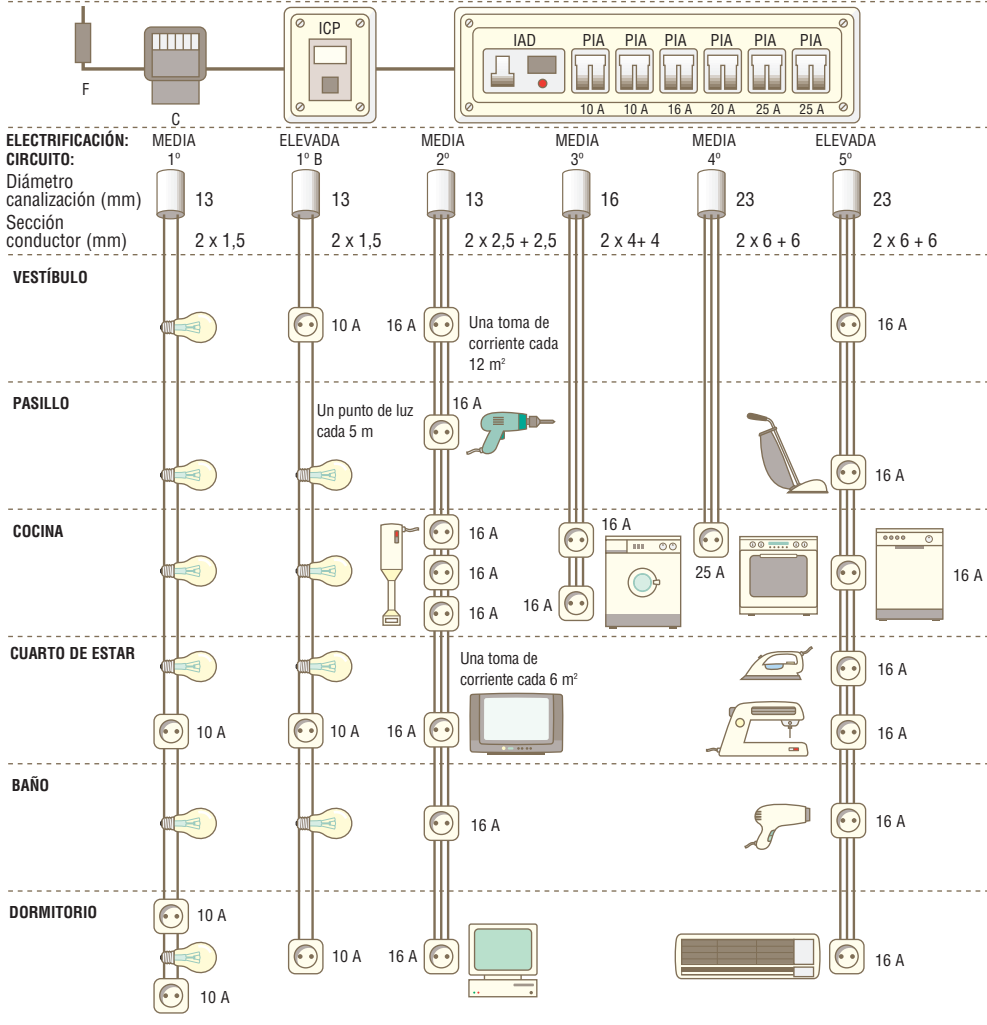 F
C
ICP
IAD PIA PIA PIA PIA PIA PIA
10 A 10 A 16 A 20 A 25 A 25 A
ELECTRIFICACIÓN: MEDIA ELEVADA MEDIA MEDIA MEDIA ELEVADA
CIRCUITO: 1º 1º B 2º 3º 4º 5º
Diámetro
canalización (mm) 13 13 13 16 23 23
Sección
conductor (mm) 2 x 1,5 2 x 1,5 2 x 2,5 + 2,5 2 x 4+ 4 2 x 6 + 6 2 x 6 + 6
VESTÍBULO
10 A 16 A 16 A
Una toma de
corriente cada
12 m²
PASILLO
Un punto de luz
cada 5 m
16 A
16 A
COCINA
16 A
16 A
16 A
16 A
16 A
25 A
16 A
CUARTO DE ESTAR
Una toma de
corriente cada 6 m²
16 A
10 A 10 A 16 A 16 A
BAÑO
16 A 16 A
DORMITORIO
10 A
10 A 16 A 16 A
10 A